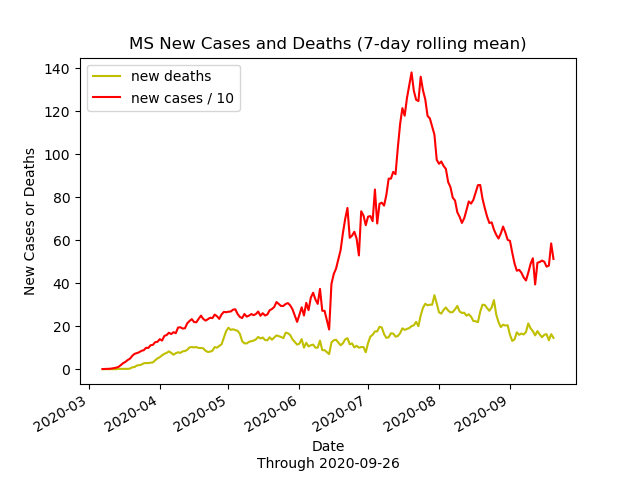 MS New Cases and Deaths (7-day rolling mean)
new deaths
new cases / 10
New Cases or Deaths
140
120
100
80
60
40
20
0
2020-03
2020-04
2020-05
2020-06
2020-07
2020-08
2020-09
Date
Through 2020-09-26